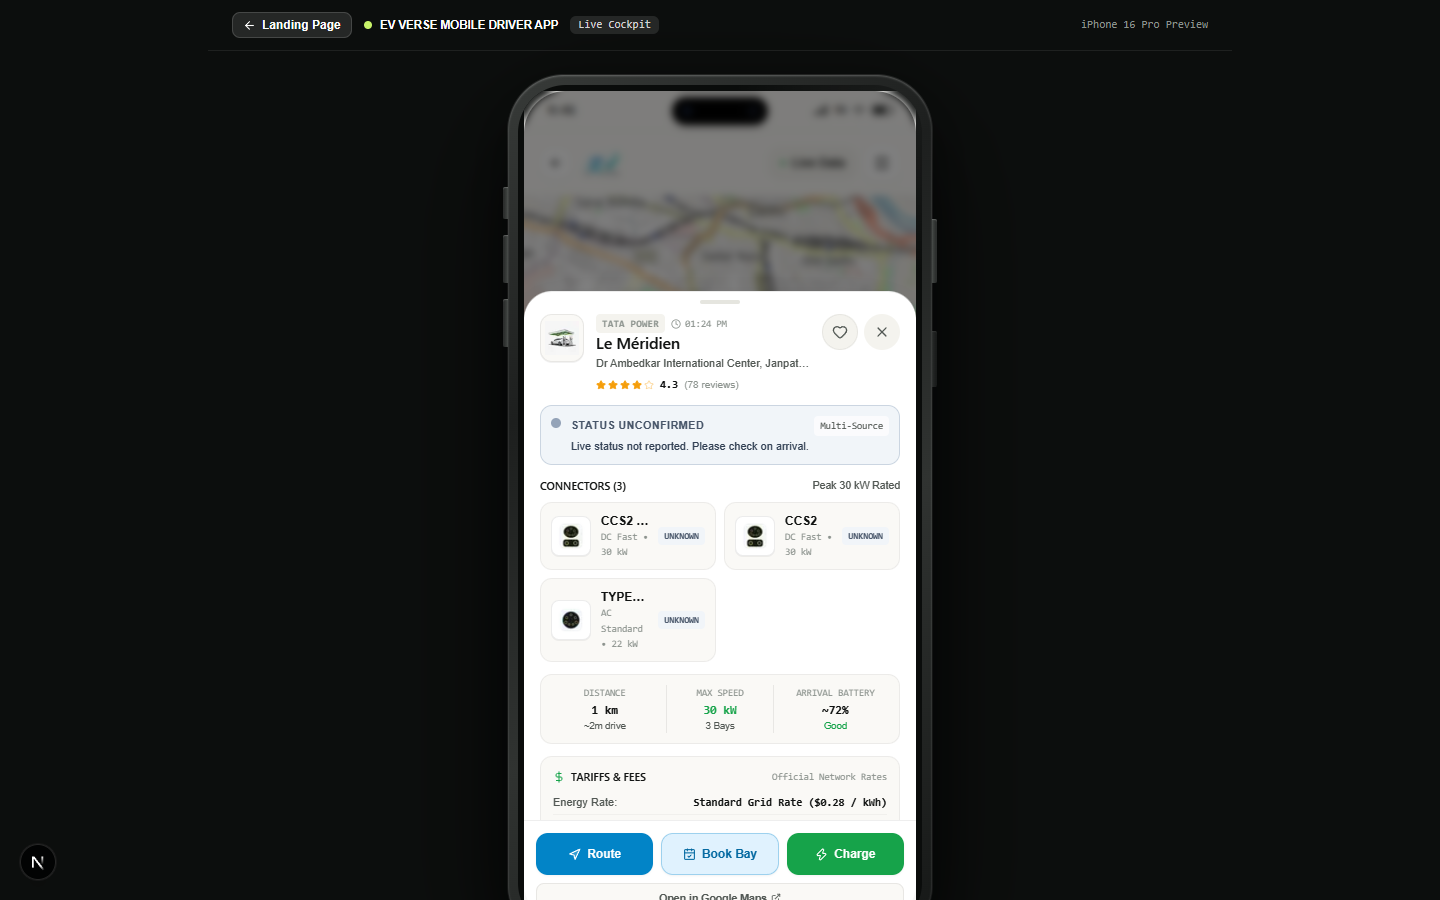 Landing Page
EV VERSE MOBILE DRIVER APP
Live Cockpit
iPhone 16 Pro Preview
TATA POWER
01:24 PM
Le Méridien
Dr Ambedkar International Center, Janpat...
4.3 (78 reviews)
STATUS UNCONFIRMED
Multi-Source
Live status not reported. Please check on arrival.
CONNECTORS (3)
Peak 30 kW Rated
CCS2 ...
DC Fast •
30 kW
UNKNOWN
CCS2
DC Fast •
30 kW
UNKNOWN
TYPE...
AC
Standard
• 22 kW
UNKNOWN
DISTANCE
1 km
~2m drive
MAX SPEED
30 kW
3 Bays
ARRIVAL BATTERY
~72%
Good
$ TARIFFS & FEES
Official Network Rates
Energy Rate:
Standard Grid Rate ($0.28 / kWh)
Route
Book Bay
Charge
Open in Google Maps
N